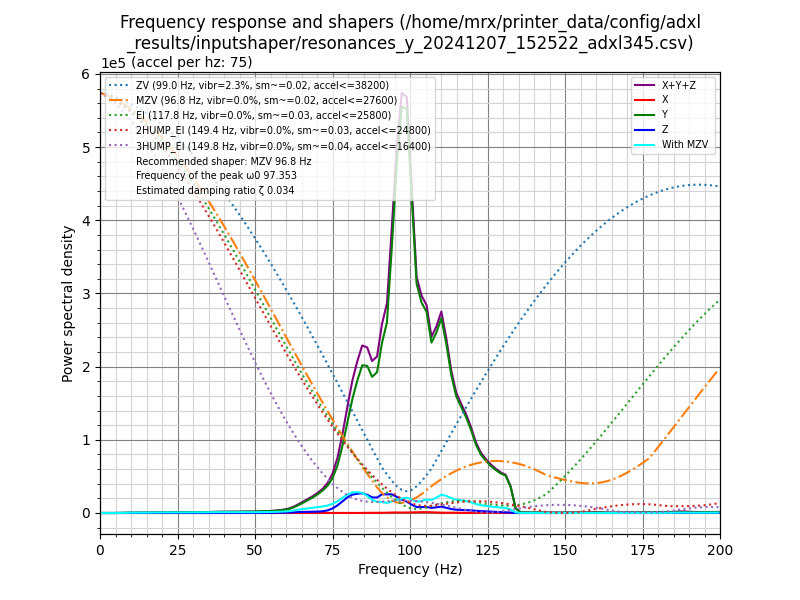 Frequency response and shapers (/home/mrx/printer_data/config/adxl
_results/inputshaper/resonances_y_20241207_152522_adxl345.csv)
1e5 (accel per hz: 75)
ZV (99.0 Hz, vibr=2.3%, sm~=0.02, accel<=38200)
MZV (96.8 Hz, vibr=0.0%, sm~=0.02, accel<=27600)
EI (117.8 Hz, vibr=0.0%, sm~=0.03, accel<=25800)
2HUMP_EI (149.4 Hz, vibr=0.0%, sm~=0.03, accel<=24800)
3HUMP_EI (149.8 Hz, vibr=0.0%, sm~=0.04, accel<=16400)
Recommended shaper: MZV 96.8 Hz
Frequency of the peak ω0 97.353
Estimated damping ratio ζ 0.034
X+Y+Z
X
Y
Z
With MZV
Power spectral density
6
5
4
3
2
1
0
0 25 50 75 100 125 150 175 200
Frequency (Hz)